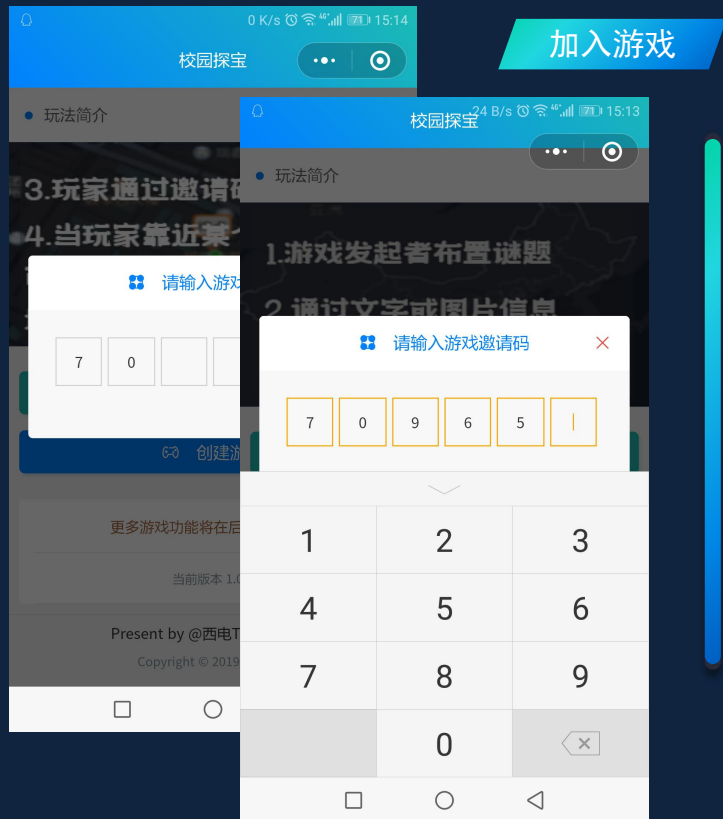 加入游戏
0 K/s 46 71 15:14
校园探宝
玩法简介
3.玩家通过邀请
4.当玩家靠近某
请输入游戏
7 0
创建游
更多游戏功能将在后
当前版本 1.0
Present by @西电T
Copyright © 2019
24 B/s 46 71 15:13
校园探宝
玩法简介
1.游戏发起者布置谜题
2.通过文字或图片信息
请输入游戏邀请码
7 0 9 6 5
1 2 3
4 5 6
7 8 9
0